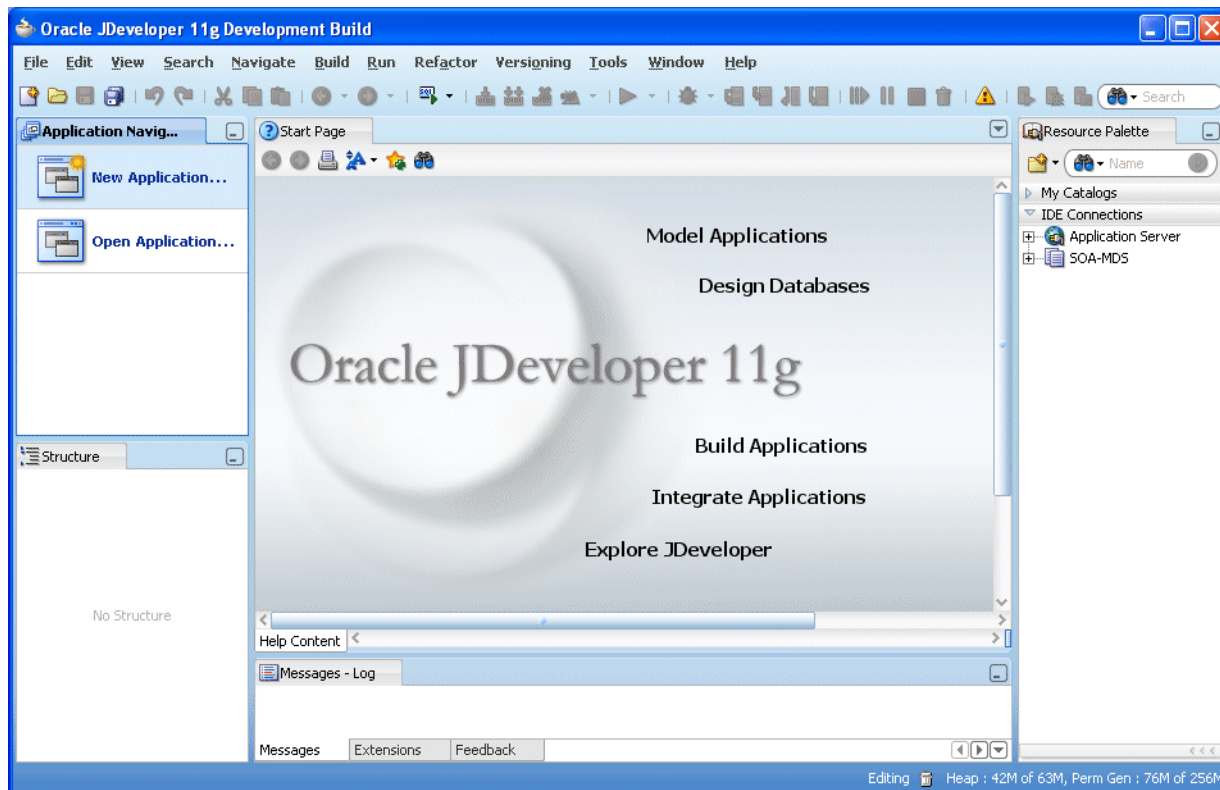 Oracle JDeveloper 11g Development Build
File Edit View Search Navigate Build Run Refactor Versioning Tools Window Help
Search
Application Navig...
New Application...
Open Application...
Structure
No Structure
Start Page
Model Applications
Design Databases
Oracle JDeveloper 11g
Build Applications
Integrate Applications
Explore JDeveloper
Help Content
Messages - Log
Messages Extensions Feedback
Resource Palette
Name
My Catalogs
IDE Connections
Application Server
SOA-MDS
Editing Heap : 42M of 63M, Perm Gen : 76M of 256M